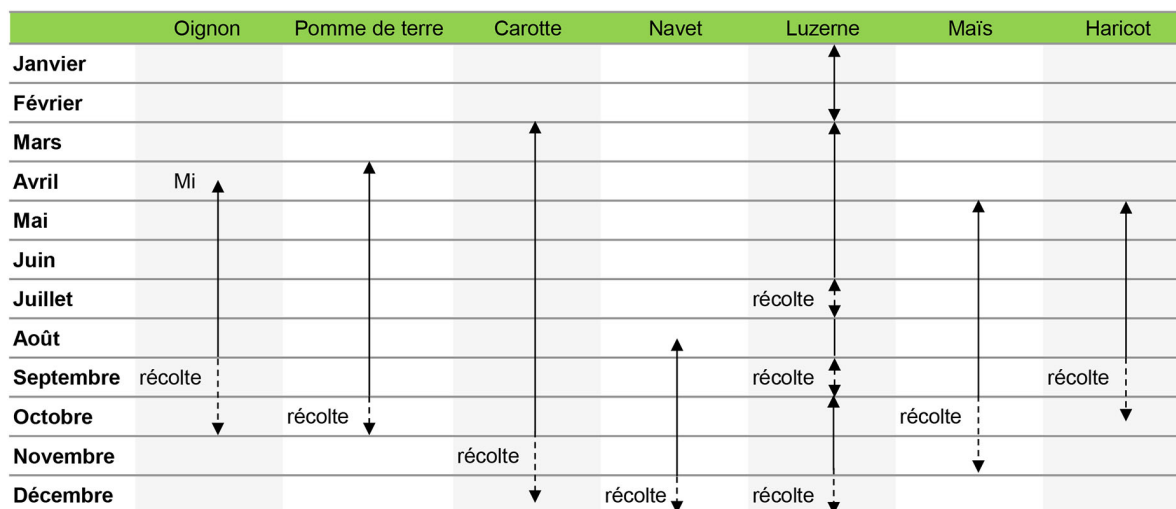 Oignon Pomme de terre Carotte Navet Luzerne Maïs Haricot
Janvier
Février
Mars
Avril Mi
Mai
Juin
Juillet récolte
Août
Septembre récolte récolte récolte
Octobre récolte récolte
Novembre récolte
Décembre récolte récolte